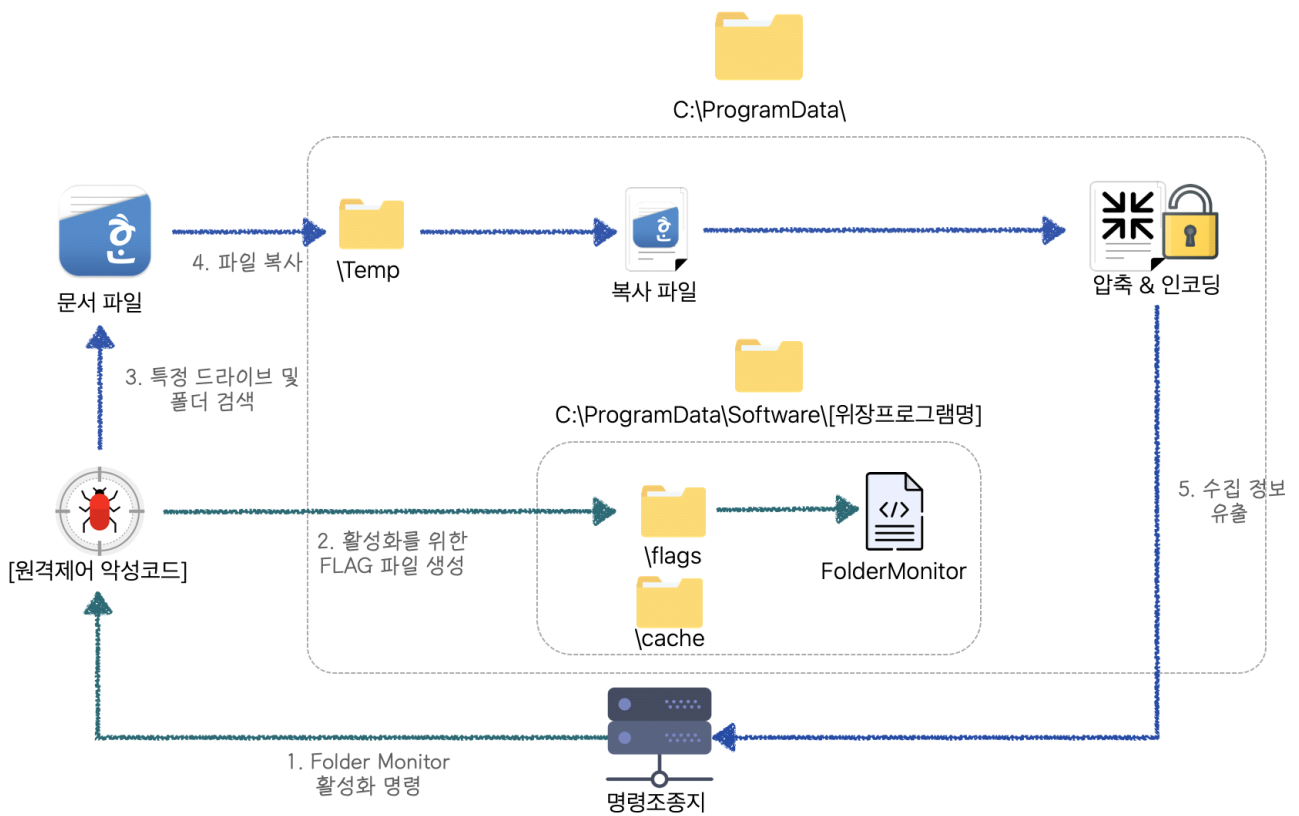 C:\ProgramData\
4. 파일 복사
\Temp
문서 파일
복사 파일
압축 & 인코딩
3. 특정 드라이브 및
폴더 검색
C:\ProgramData\Software\[위장프로그램명]
5. 수집 정보
유출
[원격제어 악성코드]
2. 활성화를 위한
FLAG 파일 생성
\flags
FolderMonitor
\cache
1. Folder Monitor
활성화 명령
명령조종지